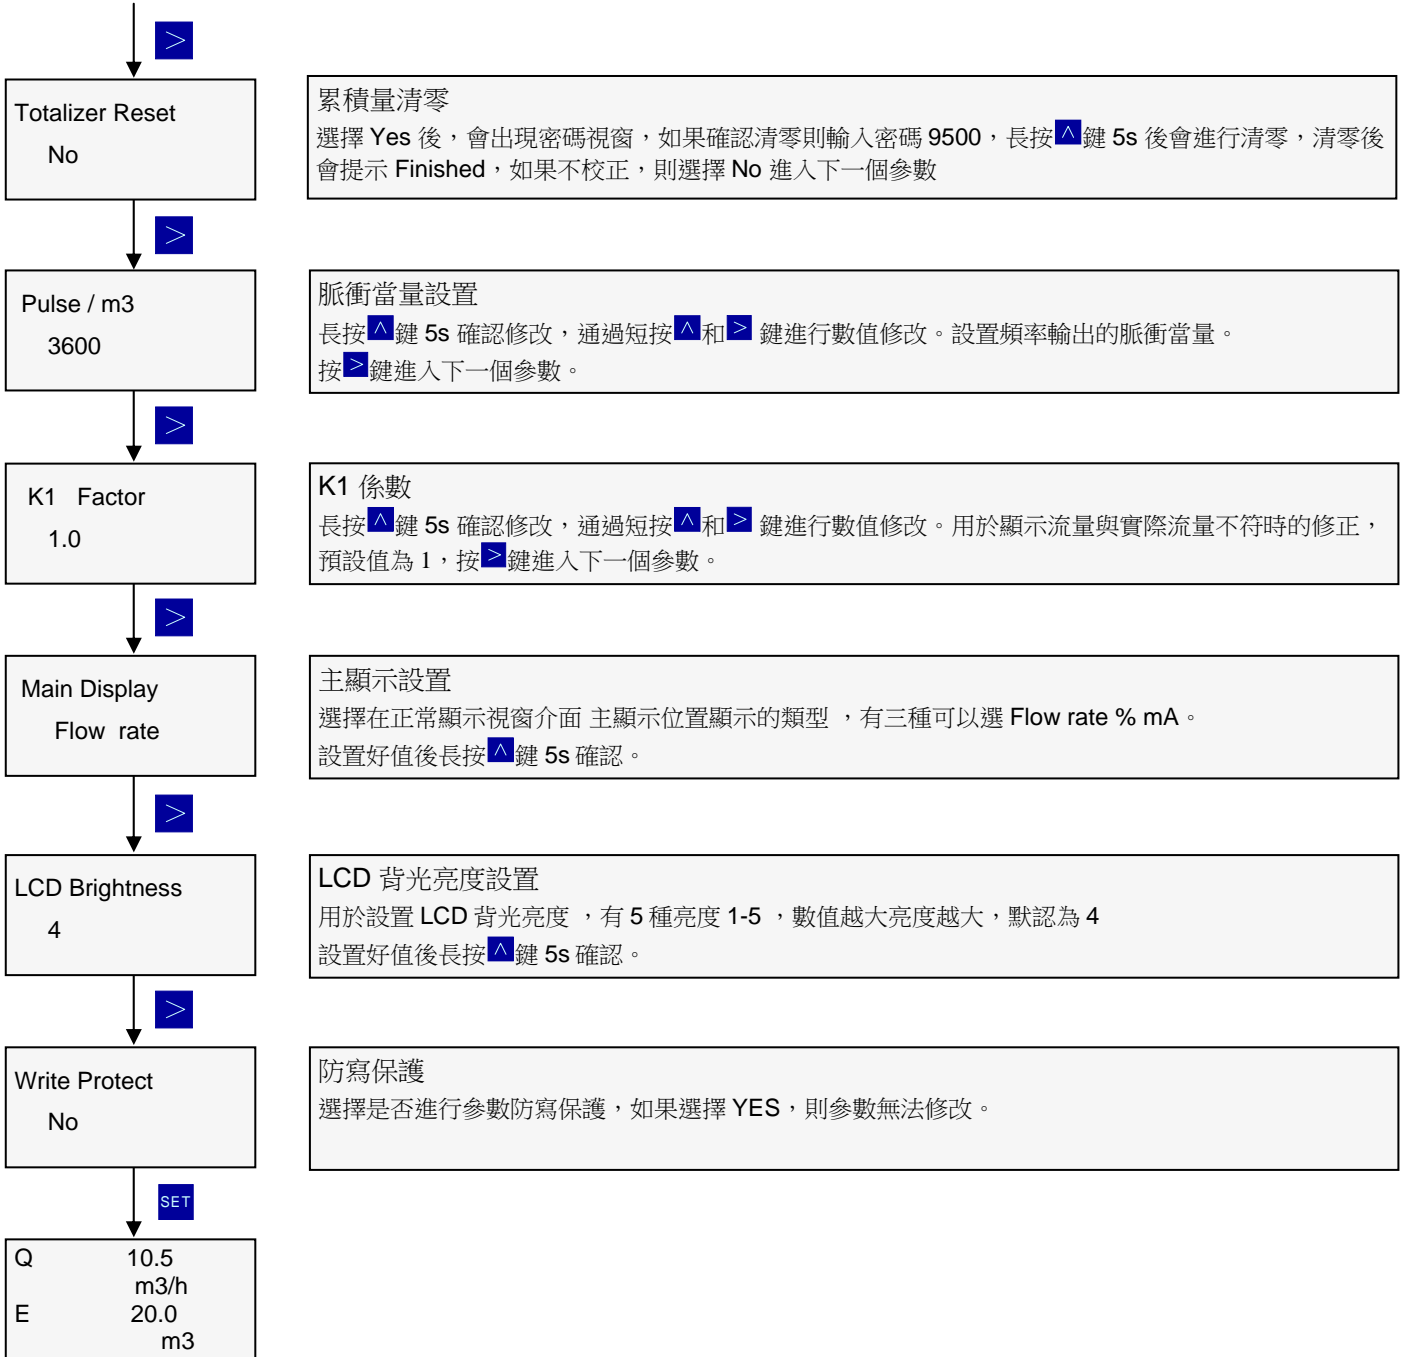 >
Totalizer Reset
No
累積量清零
選擇 Yes 後，會出現密碼視窗，如果確認清零則輸入密碼 9500，長按 ^ 鍵 5s 後會進行清零，清零後
會提示 Finished，如果不校正，則選擇 No 進入下一個參數
>
Pulse / m3
3600
脈衝當量設置
長按 ^ 鍵 5s 確認修改，通過短按 ^ 和 > 鍵進行數值修改。設置頻率輸出的脈衝當量。
按 > 鍵進入下一個參數。
>
K1 Factor
1.0
K1 係數
長按 ^ 鍵 5s 確認修改，通過短按 ^ 和 > 鍵進行數值修改。用於顯示流量與實際流量不符時的修正，
預設值為 1，按 > 鍵進入下一個參數。
>
Main Display
Flow rate
主顯示設置
選擇在正常顯示視窗介面 主顯示位置顯示的類型 ，有三種可以選 Flow rate % mA。
設置好值後長按 ^ 鍵 5s 確認。
>
LCD Brightness
4
LCD 背光亮度設置
用於設置 LCD 背光亮度 ，有 5 種亮度 1-5 ，數值越大亮度越大，默認為 4
設置好值後長按 ^ 鍵 5s 確認。
>
Write Protect
No
防寫保護
選擇是否進行參數防寫保護，如果選擇 YES，則參數無法修改。
SET
Q 10.5
m3/h
E 20.0
m3